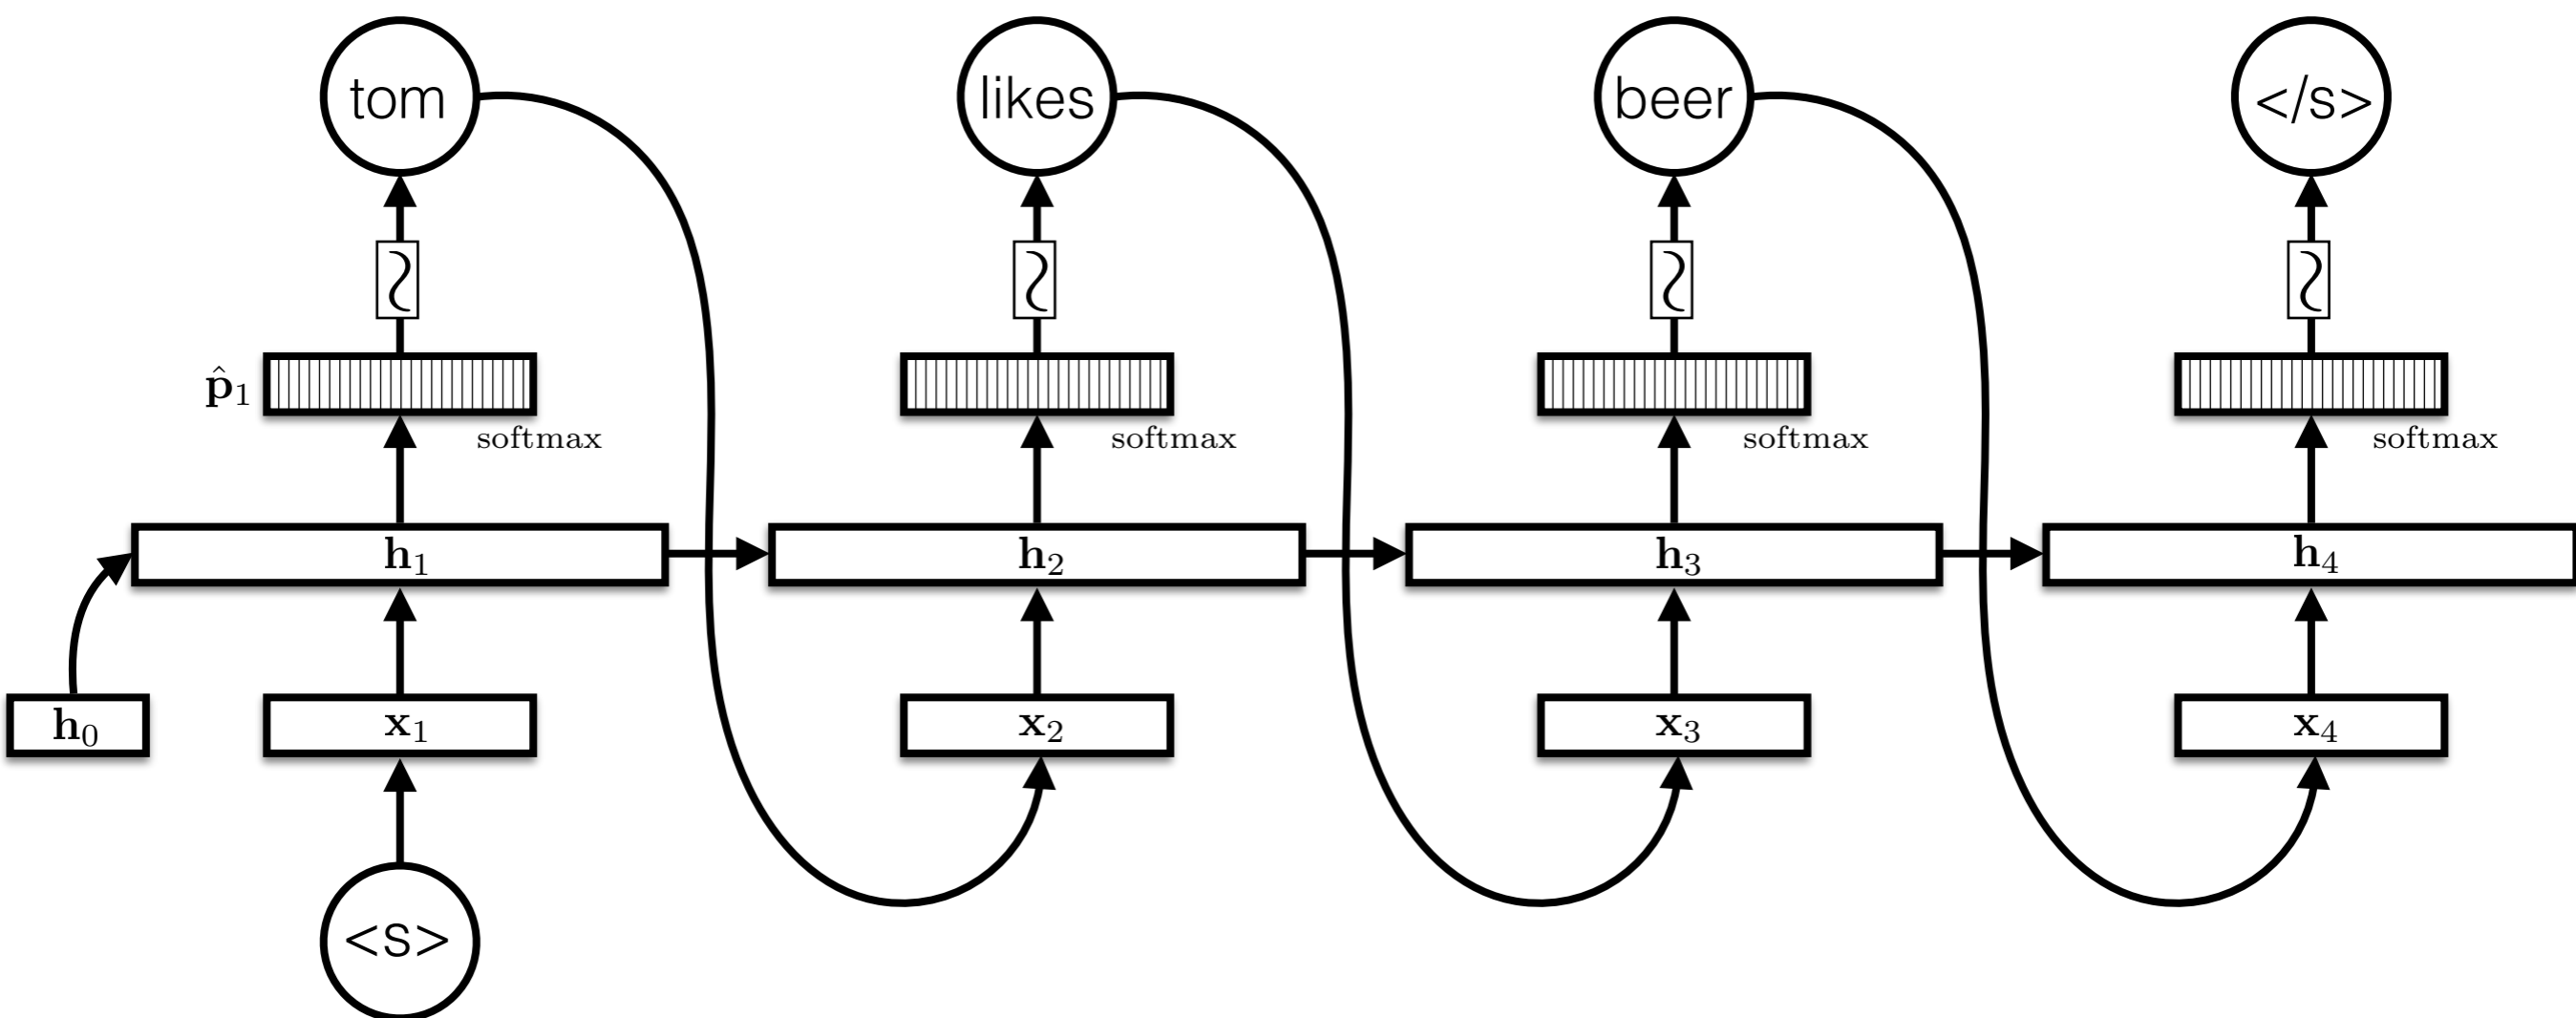 tom likes beer </s>
∼ ∼ ∼ ∼
p̂₁
softmax softmax softmax softmax
h₁ h₂ h₃ h₄
h₀ x₁ x₂ x₃ x₄
<s>